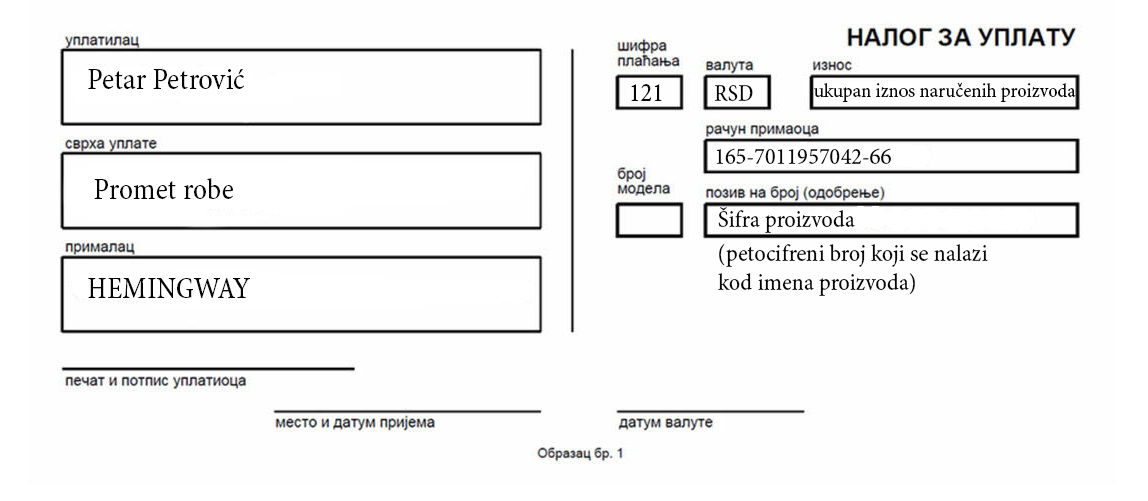 НАЛОГ ЗА УПЛАТУ
уплатилац
Petar Petrović
сврха уплате
Promet robe
прималац
HEMINGWAY
печат и потпис уплатиоца
место и датум пријема
шифра
плаћања
121
валута
RSD
износ
ukupan iznos naručenih proizvoda
рачун примаоца
165-7011957042-66
број
модела
позив на број (одобрење)
Šifra proizvoda
(petocifreni broj koji se nalazi
kod imena proizvoda)
датум валуте
Образац бр. 1